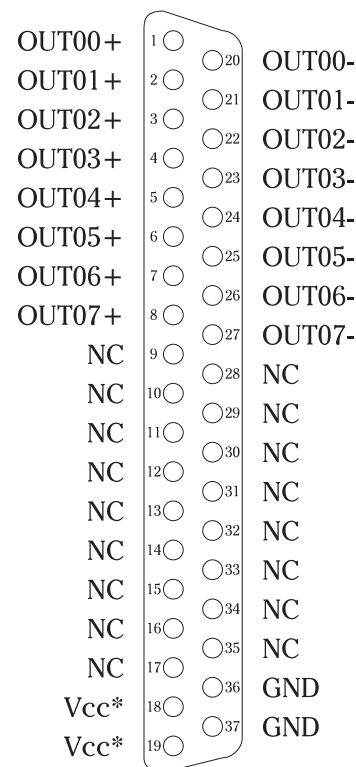 OUT00+ 1
20 OUT00-
OUT01+ 2
21 OUT01-
OUT02+ 3
22 OUT02-
OUT03+ 4
23 OUT03-
OUT04+ 5
24 OUT04-
OUT05+ 6
25 OUT05-
OUT06+ 7
26 OUT06-
OUT07+ 8
27 OUT07-
NC 9
28 NC
NC 10
29 NC
NC 11
30 NC
NC 12
31 NC
NC 13
32 NC
NC 14
33 NC
NC 15
34 NC
NC 16
35 NC
NC 17
36 GND
Vcc* 18
37 GND
Vcc* 19